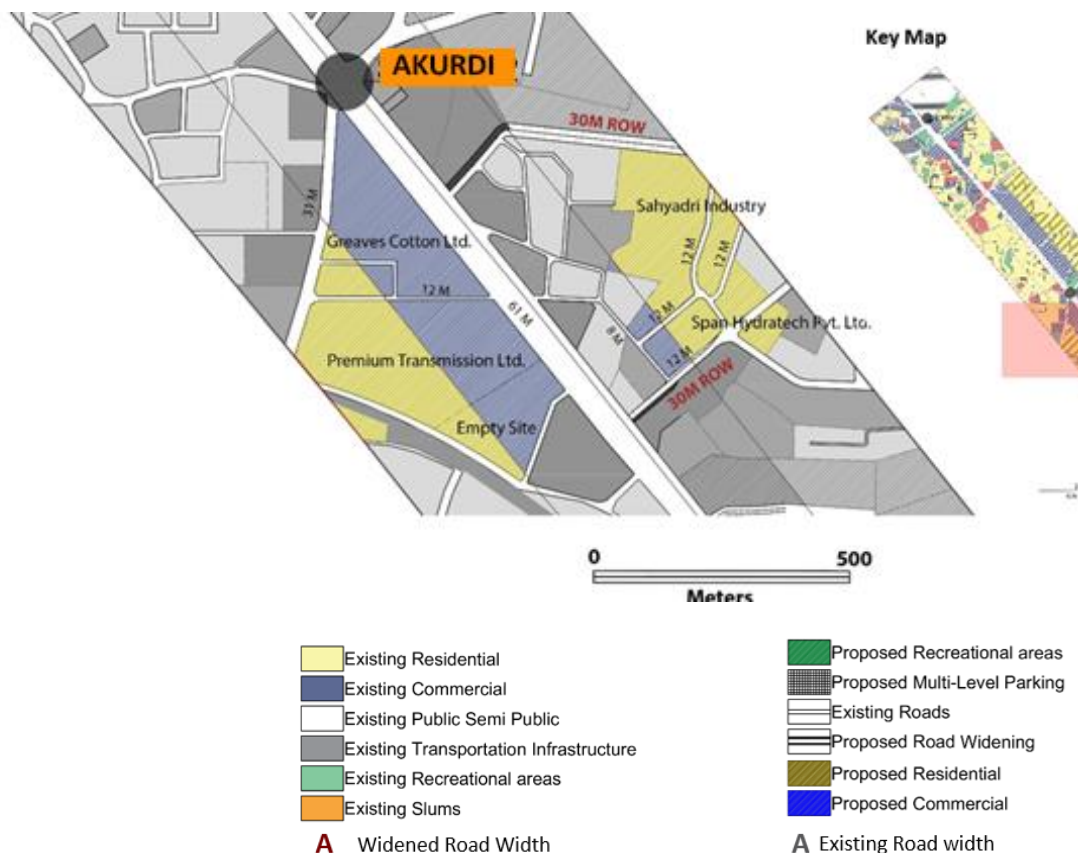 Key Map
AKURDI
30M ROW
31 M
Sahyadri Industry
12 M
12 M
Greaves Cotton Ltd.
12 M
61 M
12 M
8 M
Span Hydratech Pvt. Lto.
12 M
Premium Transmission Ltd.
30M ROW
Empty Site
0 500
Meters
Existing Residential
Existing Commercial
Existing Public Semi Public
Existing Transportation Infrastructure
Existing Recreational areas
Existing Slums
A Widened Road Width
Proposed Recreational areas
Proposed Multi-Level Parking
Existing Roads
Proposed Road Widening
Proposed Residential
Proposed Commercial
A Existing Road width